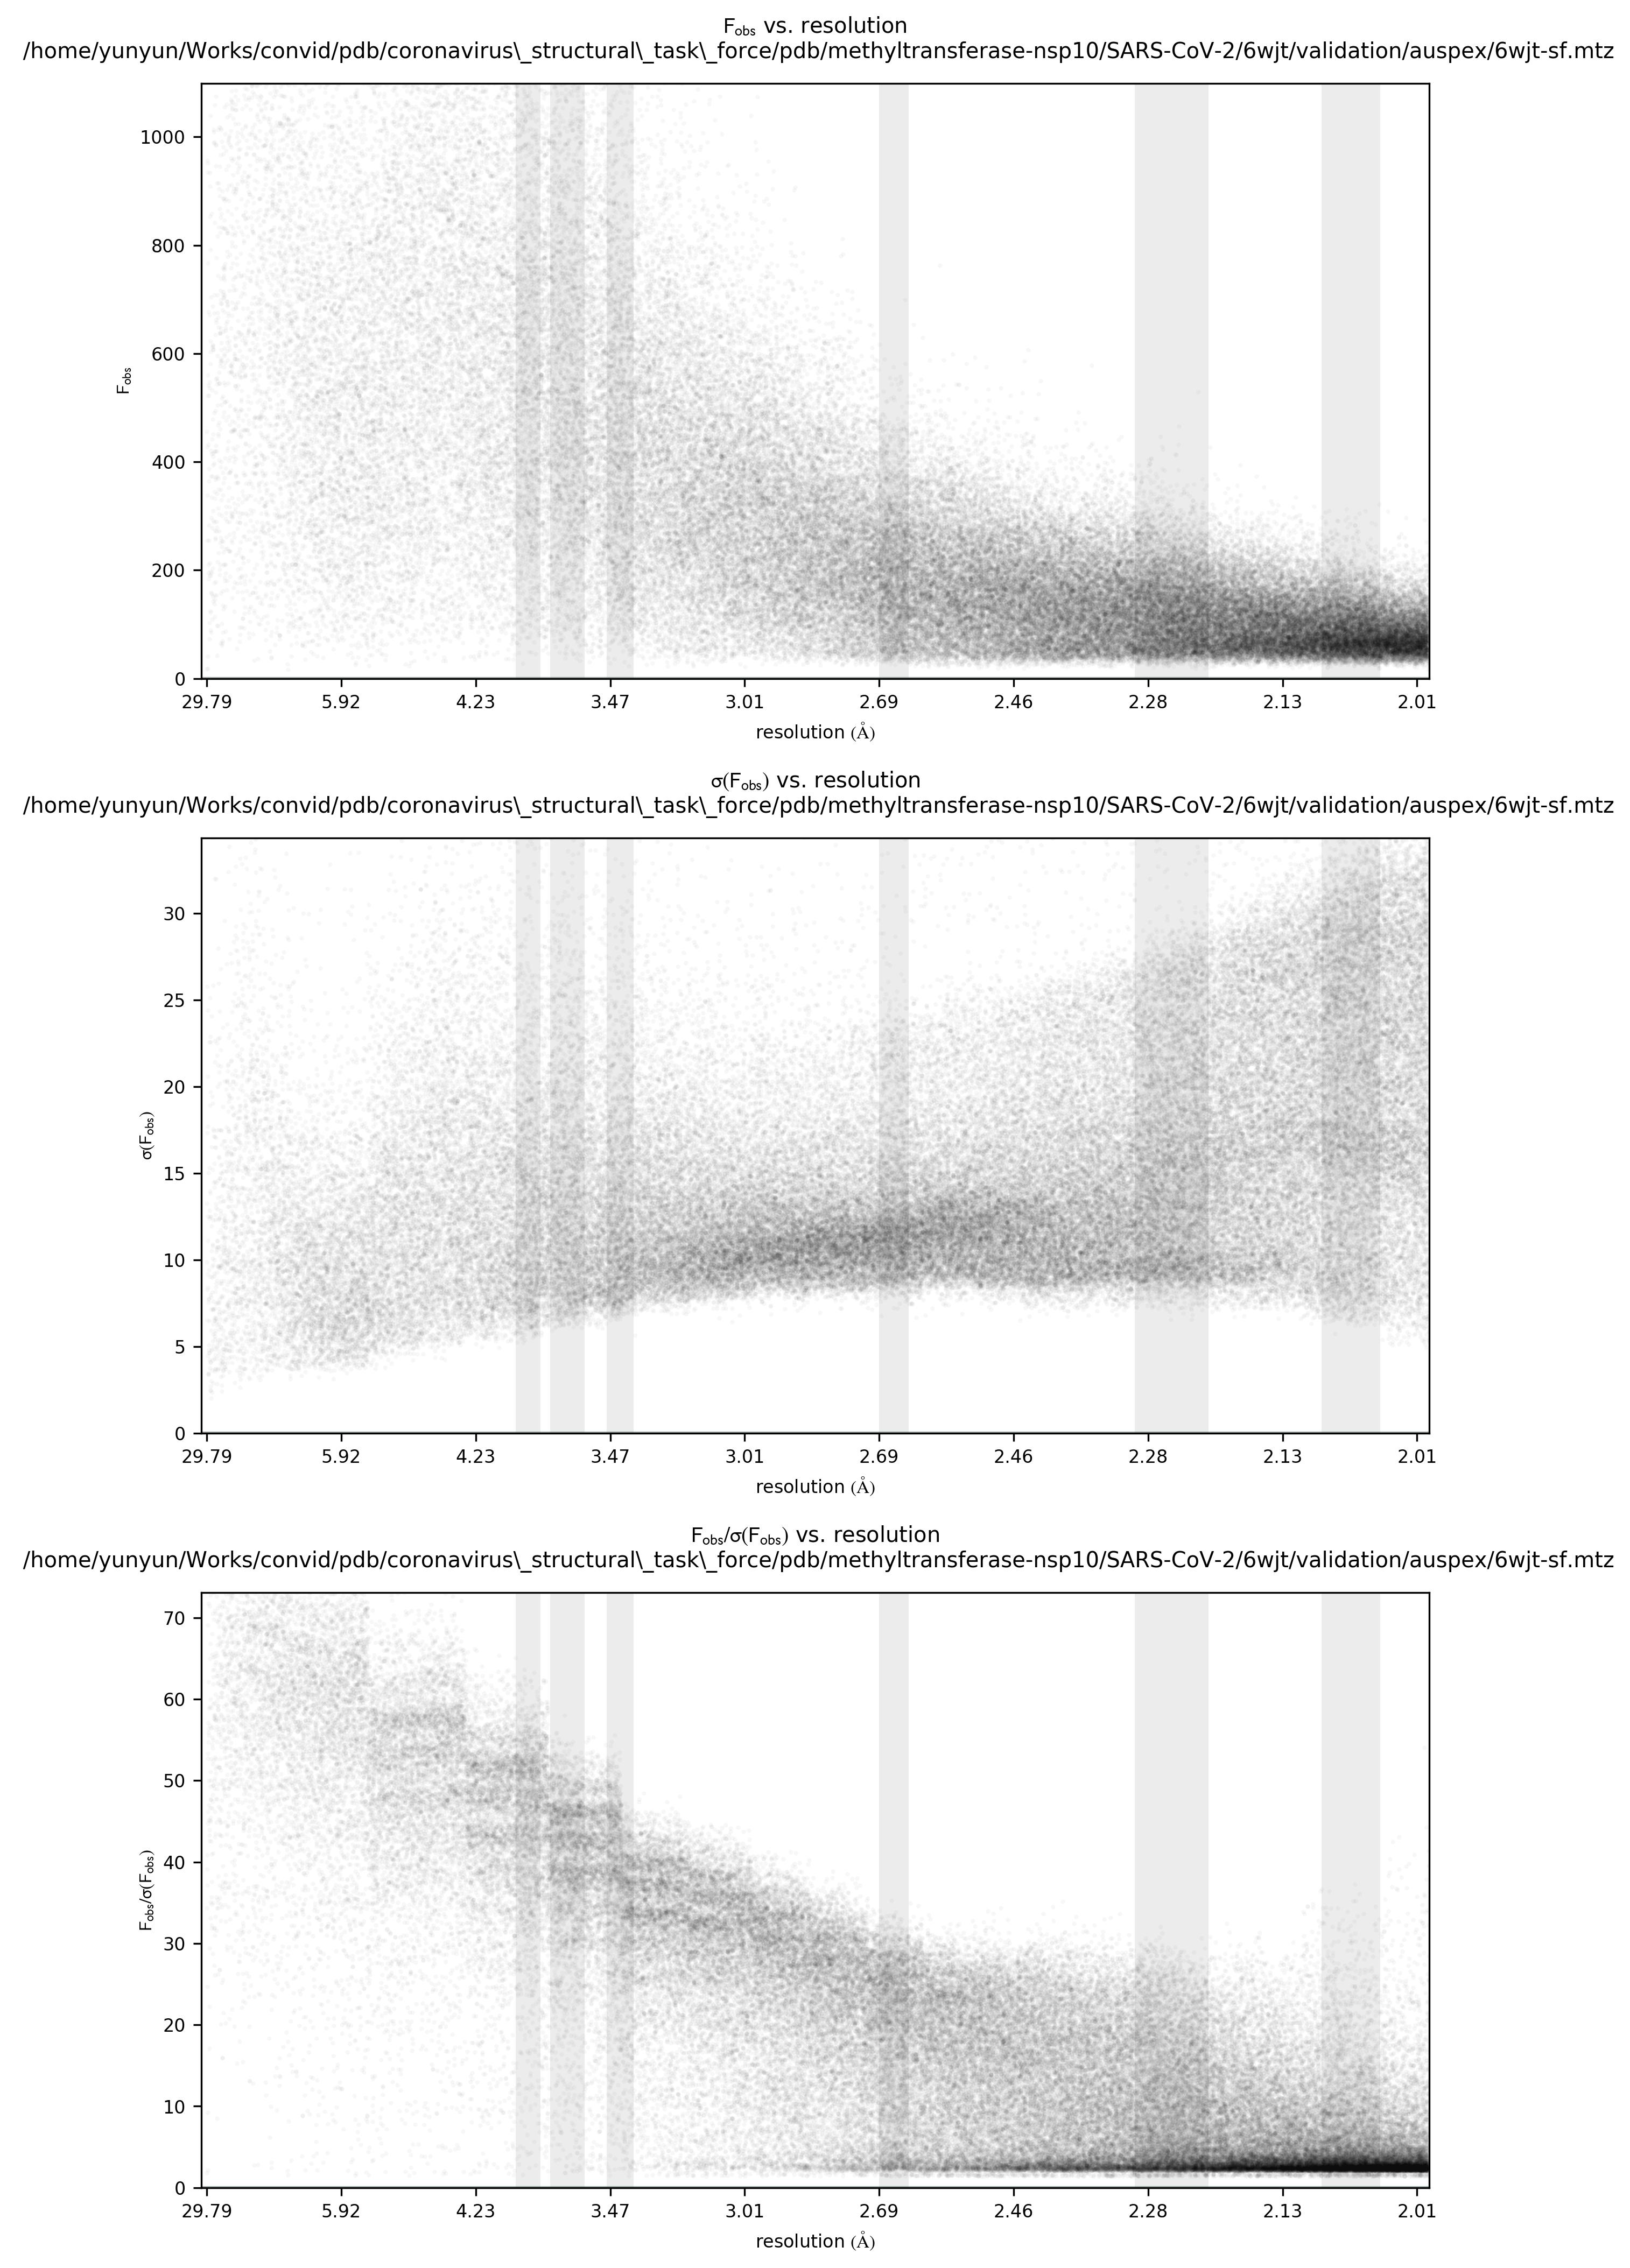 Fobs vs. resolution
/home/yunyun/Works/convid/pdb/coronavirus\_structural\_task\_force/pdb/methyltransferase-nsp10/SARS-CoV-2/6wjt/validation/auspex/6wjt-sf.mtz
1000
800
600
400
200
0
Fobs
29.79 5.92 4.23 3.47 3.01 2.69 2.46 2.28 2.13 2.01
resolution (Å)
σ(Fobs) vs. resolution
/home/yunyun/Works/convid/pdb/coronavirus\_structural\_task\_force/pdb/methyltransferase-nsp10/SARS-CoV-2/6wjt/validation/auspex/6wjt-sf.mtz
30
25
20
15
10
5
0
σ(Fobs)
29.79 5.92 4.23 3.47 3.01 2.69 2.46 2.28 2.13 2.01
resolution (Å)
Fobs/σ(Fobs) vs. resolution
/home/yunyun/Works/convid/pdb/coronavirus\_structural\_task\_force/pdb/methyltransferase-nsp10/SARS-CoV-2/6wjt/validation/auspex/6wjt-sf.mtz
70
60
50
40
30
20
10
0
Fobs/σ(Fobs)
29.79 5.92 4.23 3.47 3.01 2.69 2.46 2.28 2.13 2.01
resolution (Å)